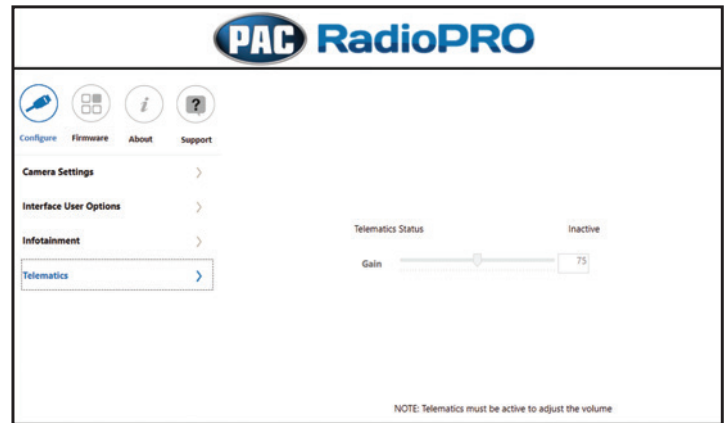 PAC RadioPRO
i
?
Configure Firmware About Support
Camera Settings
Interface User Options
Infotainment
Telematics
Telematics Status Inactive
Gain 75
NOTE: Telematics must be active to adjust the volume